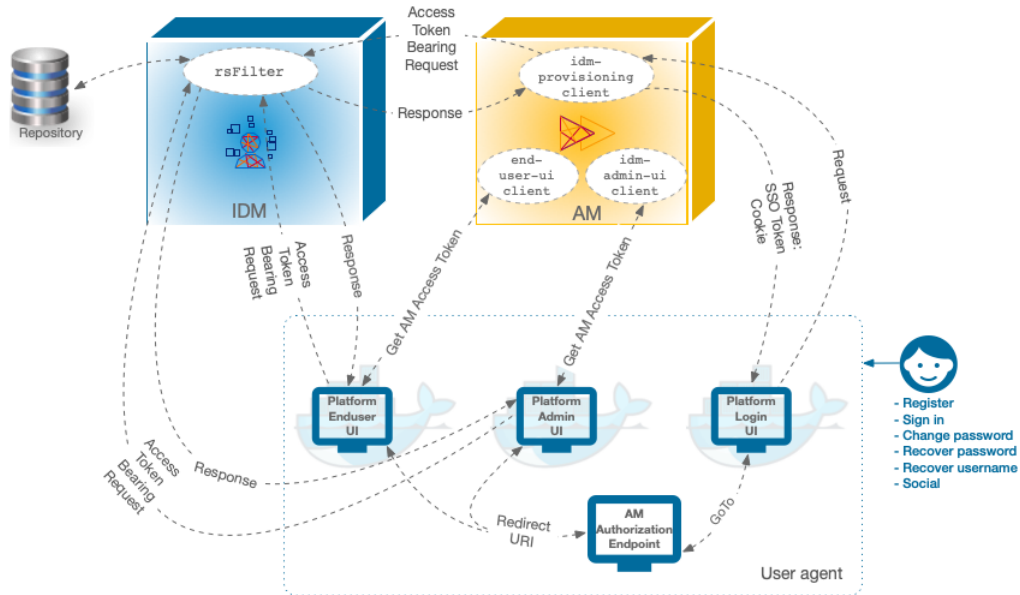 Access
Token
Bearing
Request
rsFilter
idm-
provisioning
client
Repository
Response
end-
user-ui
client
idm-
admin-ui
client
IDM
AM
Request
Response:
SSO Token
Cookie
Access
Token
Bearing
Request
Response
Get AM Access Token
Get AM Access Token
Platform
Enduser
UI
Platform
Admin
UI
Platform
Login
UI
- Register
- Sign in
- Change password
- Recover password
- Recover username
- Social
Access
Token
Bearing
Request
Response
Redirect
URI
AM
Authorization
Endpoint
GoTo
User agent